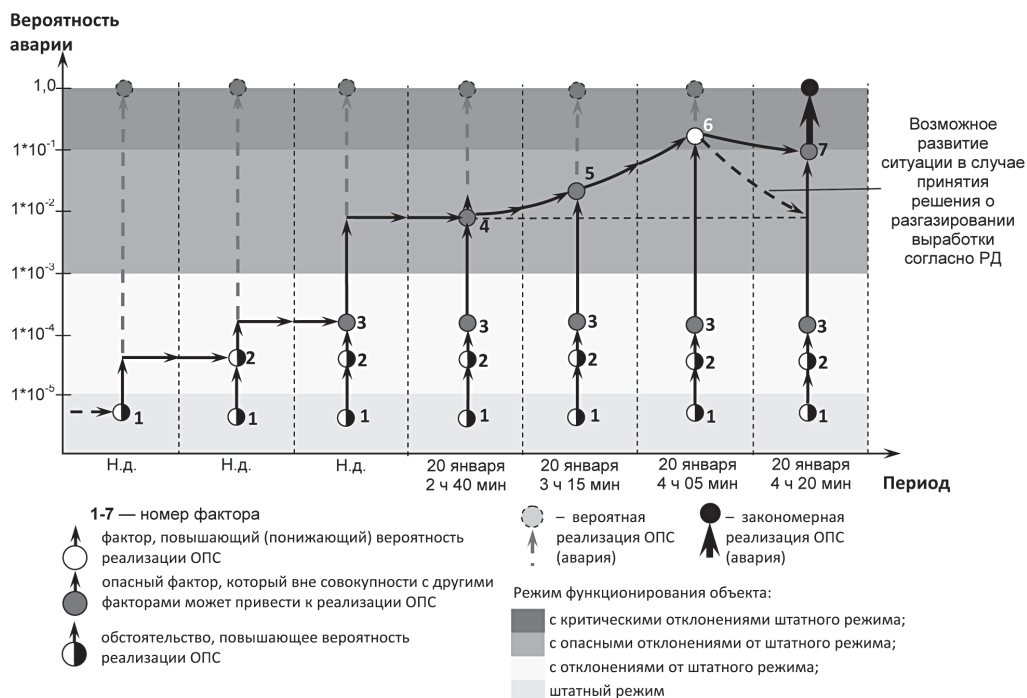 Вероятность
аварии
1,0
1*10-1
1*10-2
1*10-3
1*10-4
1*10-5
1
2
1
3
2
1
4
3
2
1
5
3
2
1
6
3
2
1
7
3
2
1
Возможное
развитие
ситуации в случае
принятия
решения о
разгазировании
выработки
согласно РД
Н.д.
Н.д.
Н.д.
20 января
2 ч 40 мин
20 января
3 ч 15 мин
20 января
4 ч 05 мин
20 января
4 ч 20 мин
Период
1-7 — номер фактора
фактор, повышающий (понижающий) вероятность
реализации ОПС
опасный фактор, который вне совокупности с другими
факторами может привести к реализации ОПС
обстоятельство, повышающее вероятность
реализации ОПС
– вероятная
реализация ОПС
(авария)
– закономерная
реализация ОПС
(авария)
Режим функционирования объекта:
с критическими отклонениями штатного режима;
с опасными отклонениями от штатного режима;
с отклонениями от штатного режима;
штатный режим